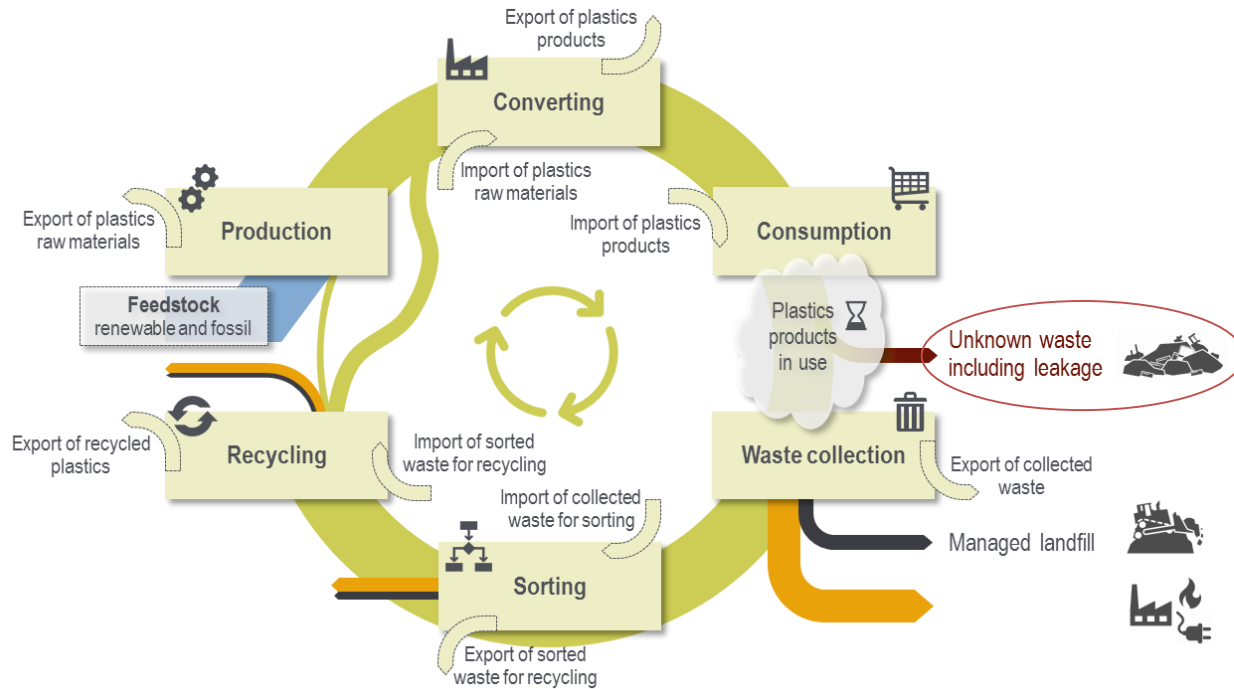 Export of plastics
products
Converting
Import of plastics
raw materials
Export of plastics
raw materials
Production
Import of plastics
products
Consumption
Feedstock
renewable and fossil
Plastics
products
in use
Unknown waste
including leakage
Export of recycled
plastics
Recycling
Import of sorted
waste for recycling
Waste collection
Export of collected
waste
Import of collected
waste for sorting
Managed landfill
Sorting
Export of sorted
waste for recycling